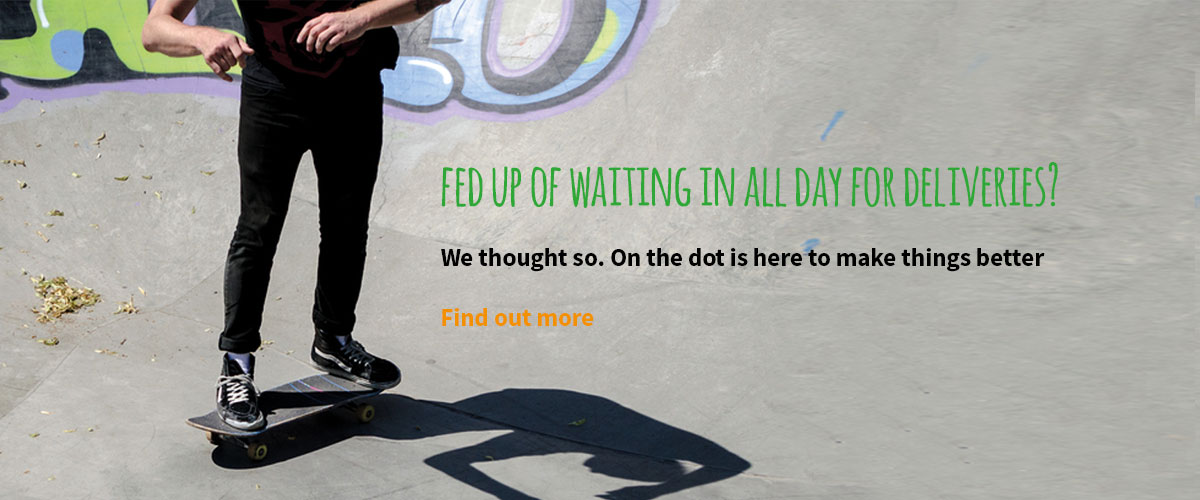 FED UP OF WAITING IN ALL DAY FOR DELIVERIES?
We thought so. On the dot is here to make things better
Find out more